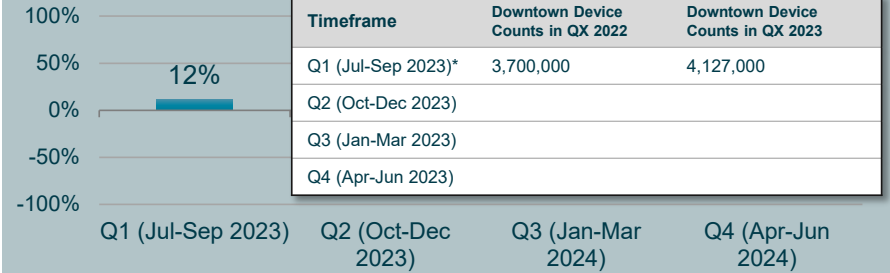 100%
50%
0%
-50%
-100%
12%
Timeframe
Downtown Device
Counts in QX 2022
Downtown Device
Counts in QX 2023
Q1 (Jul-Sep 2023)*
3,700,000
4,127,000
Q2 (Oct-Dec 2023)
Q3 (Jan-Mar 2023)
Q4 (Apr-Jun 2023)
Q1 (Jul-Sep 2023)
Q2 (Oct-Dec
2023)
Q3 (Jan-Mar
2024)
Q4 (Apr-Jun
2024)